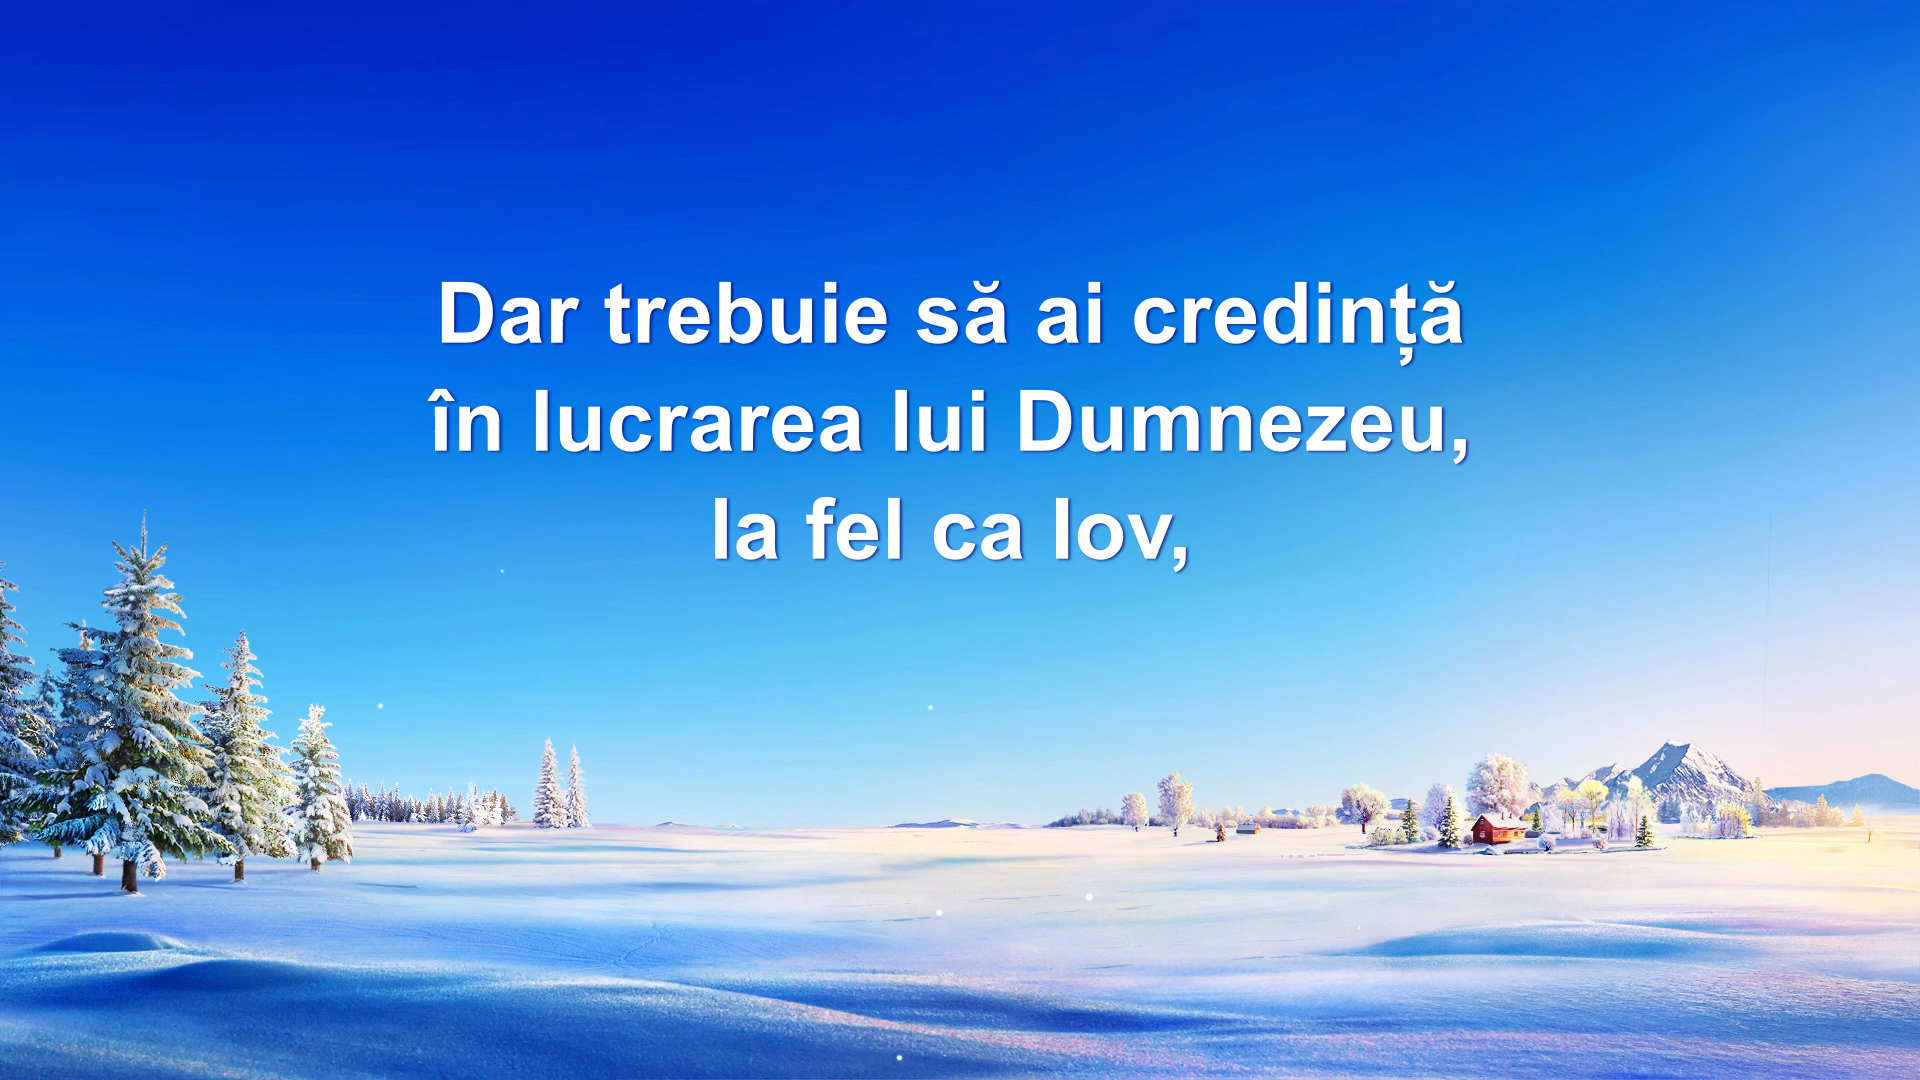 Dar trebuie să ai credință
în lucrarea lui Dumnezeu,
la fel ca Iov,